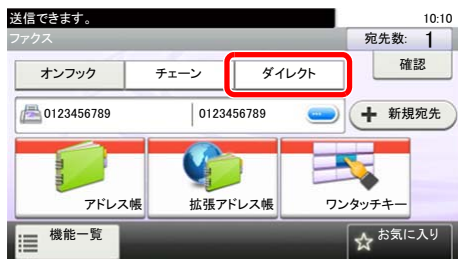 送信できます。
10:10
ファクス
宛先数: 1
オンフック
チェーン
ダイレクト
確認
0123456789
0123456789
新規宛先
アドレス帳
拡張アドレス帳
ワンタッチキー
機能一覧
お気に入り